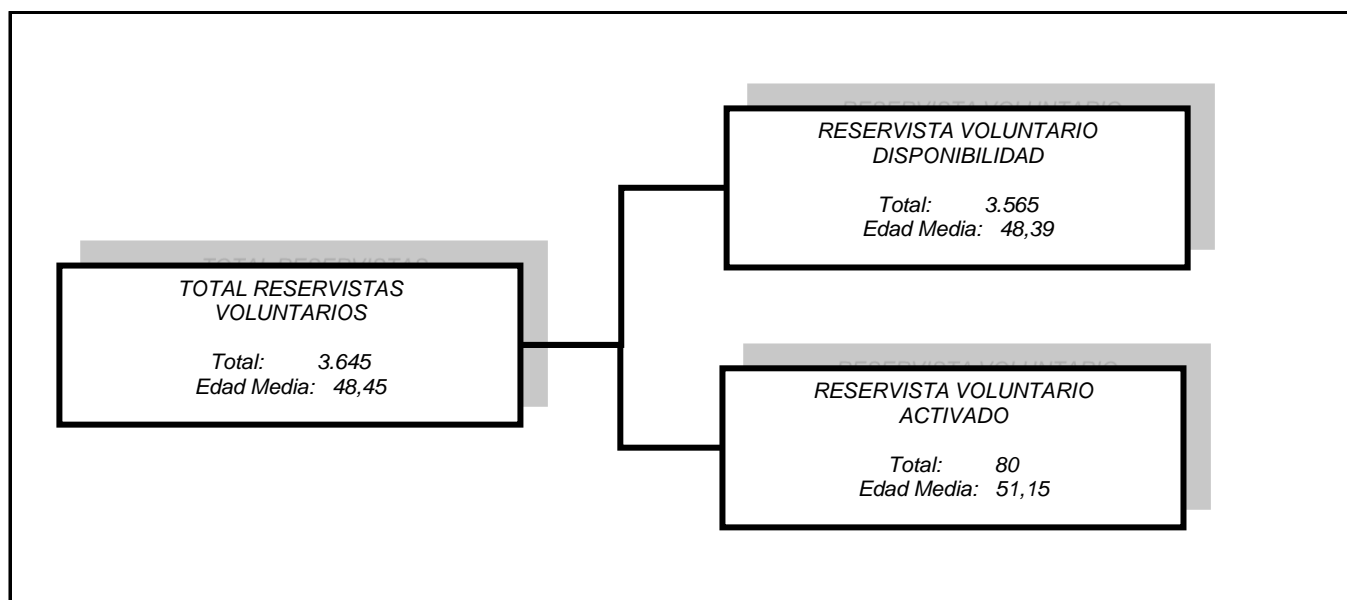 RESERVISTA VOLUNTARIO
DISPONIBILIDAD
Total: 3.565
Edad Media: 48,39
TOTAL RESERVISTAS
VOLUNTARIOS
Total: 3.645
Edad Media: 48,45
RESERVISTA VOLUNTARIO
ACTIVADO
Total: 80
Edad Media: 51,15